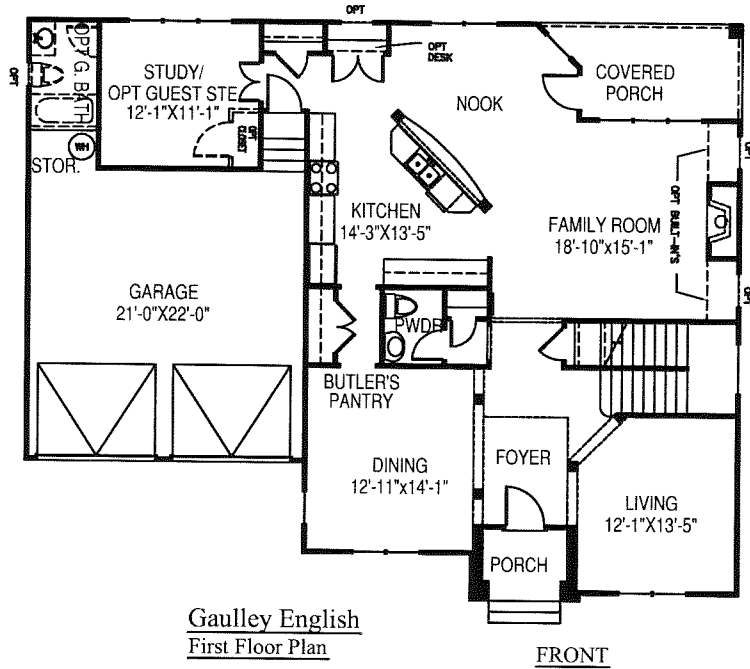 OPT
OPT
OPT G. BATH
STUDY/
OPT GUEST STE
12'-1"X11'-1"
OPT
DESK
NOOK
COVERED
PORCH
OPT
CLOSET
WH
STOR.
OPT
OPT BUILT-IN'S
KITCHEN
14'-3"X13'-5"
FAMILY ROOM
18'-10"x15'-1"
GARAGE
21'-0"X22'-0"
OPT
PWDR
BUTLER'S
PANTRY
DINING
12'-11"x14'-1"
FOYER
LIVING
12'-1"X13'-5"
PORCH
Gaulley English
First Floor Plan
FRONT